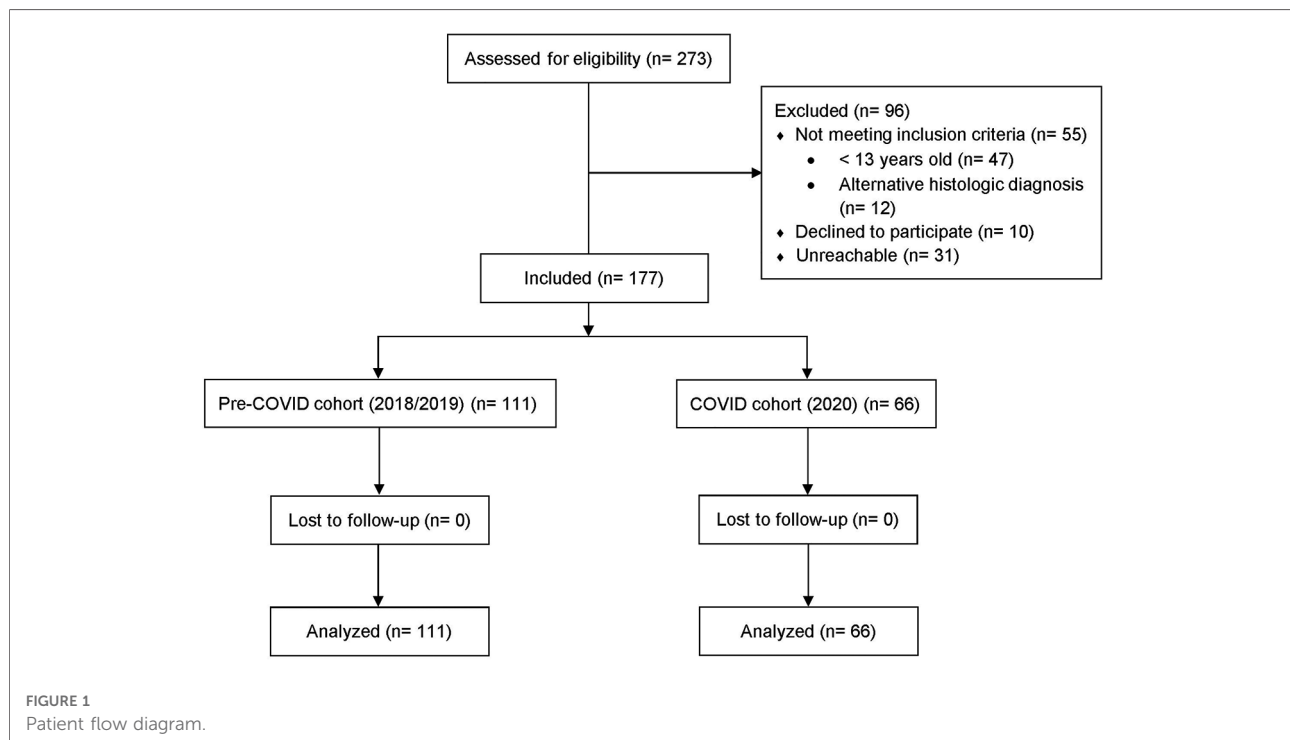 Assessed for eligibility (n= 273)
Excluded (n= 96)
♦ Not meeting inclusion criteria (n= 55)
• < 13 years old (n= 47)
• Alternative histologic diagnosis
(n= 12)
♦ Declined to participate (n= 10)
♦ Unreachable (n= 31)
Included (n= 177)
Pre-COVID cohort (2018/2019) (n= 111)
COVID cohort (2020) (n= 66)
Lost to follow-up (n= 0)
Lost to follow-up (n= 0)
Analyzed (n= 111)
Analyzed (n= 66)
FIGURE 1
Patient flow diagram.